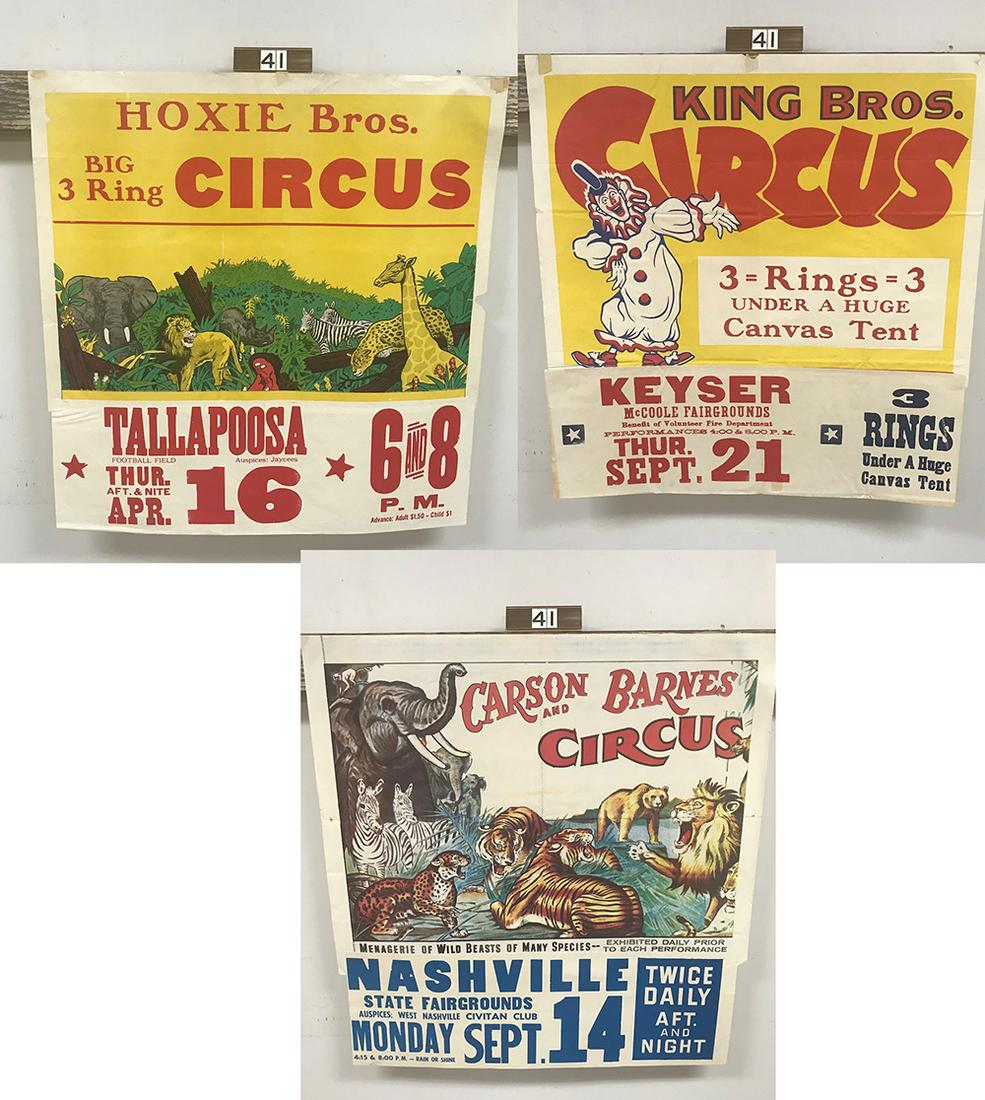 41
HOXIE Bros.
BIG
3 Ring CIRCUS
TALLAPOOSA
FOOTBALL FIELD Auspices: Jaycees
THUR.
AFT. & NITE
APR. 16
6 AND 8
P. M.
Advance: Adult $1.50 - Child $1
41
KING BROS.
CIRCUS
3=Rings=3
UNDER A HUGE
Canvas Tent
KEYSER
McCOOLE FAIRGROUNDS
Benefit of Volunteer Fire Department
PERFORMANCES 4:00 & 8:00 P. M.
THUR.
SEPT. 21
3
RINGS
Under A Huge
Canvas Tent
41
CARSON AND BARNES
CIRCUS
MENAGERIE OF WILD BEASTS OF MANY SPECIES-- EXHIBITED DAILY PRIOR
TO EACH PERFORMANCE
NASHVILLE
STATE FAIRGROUNDS
AUSPICES: WEST NASHVILLE CIVITAN CLUB
MONDAY SEPT. 14
4:15 & 8:00 P.M. — RAIN OR SHINE
TWICE
DAILY
AFT.
AND
NIGHT